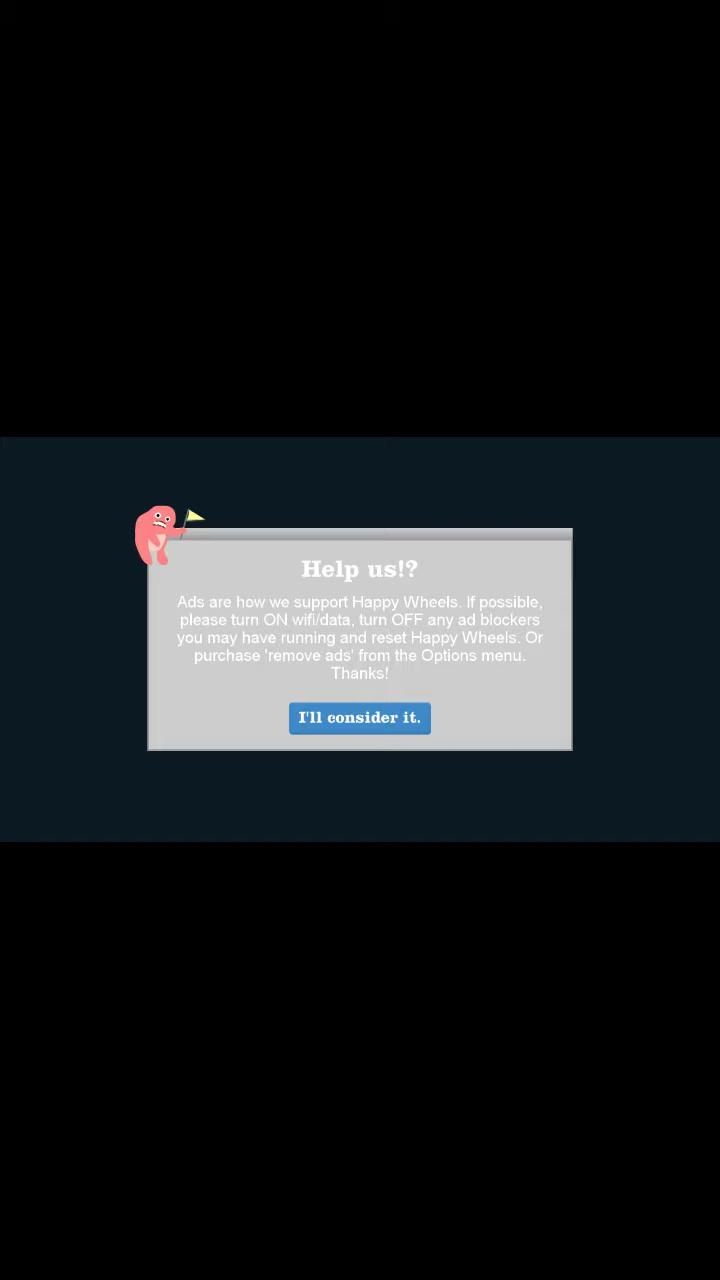 Help us!?
Ads are how we support Happy Wheels. If possible,
please turn ON wifi/data, turn OFF any ad blockers
you may have running and reset Happy Wheels. Or
purchase 'remove ads' from the Options menu.
Thanks!
I'll consider it.